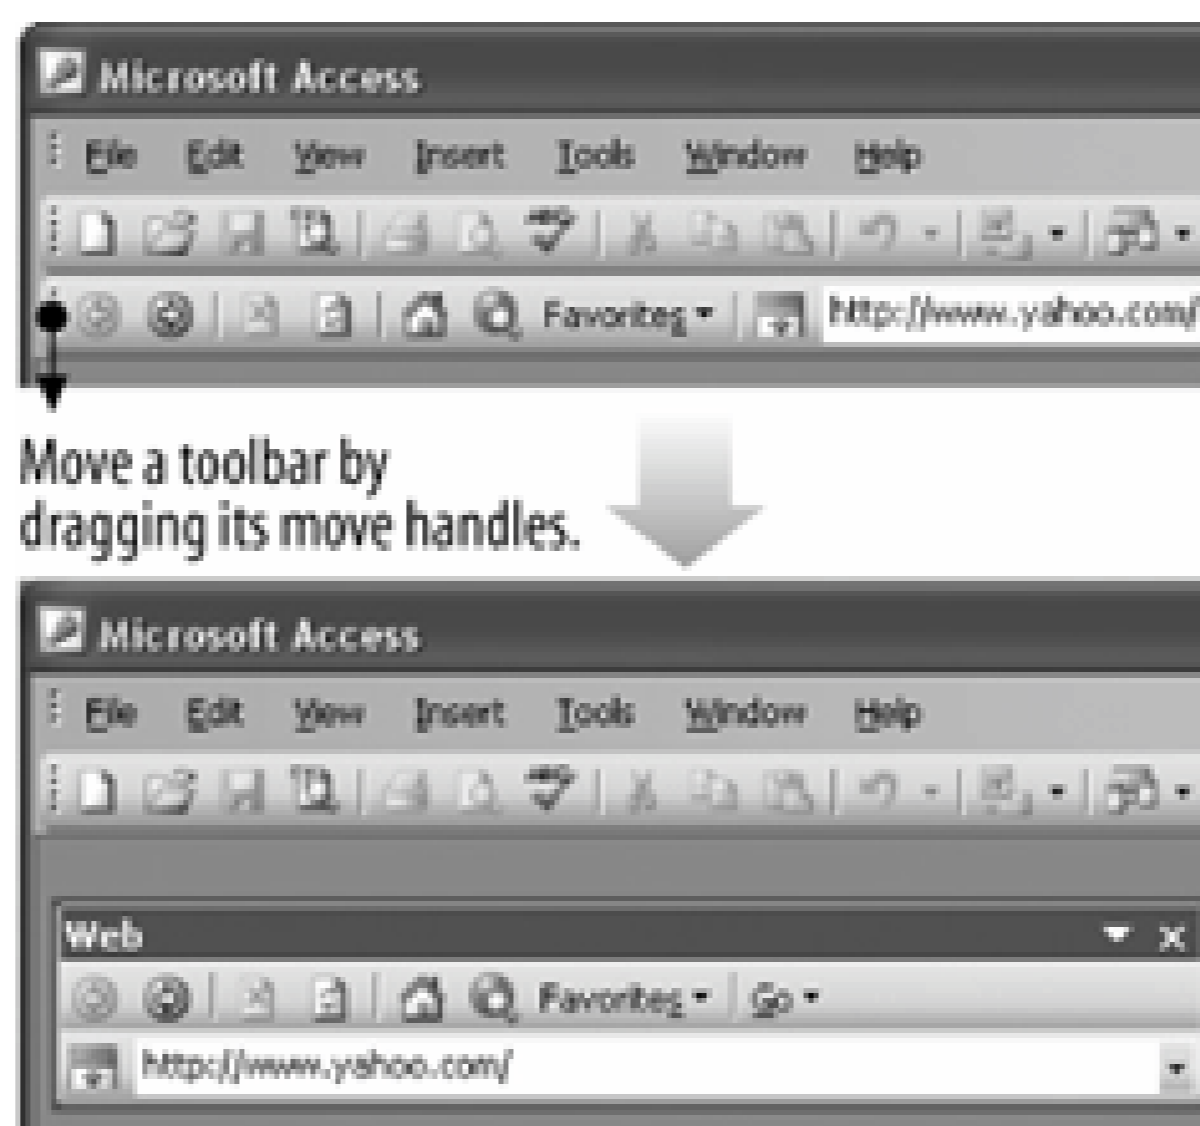 Microsoft Access
File Edit View Insert Tools Window Help
Favorites http://www.yahoo.com/
Move a toolbar by
dragging its move handles.
Microsoft Access
File Edit View Insert Tools Window Help
Web
Favorites Go
http://www.yahoo.com/